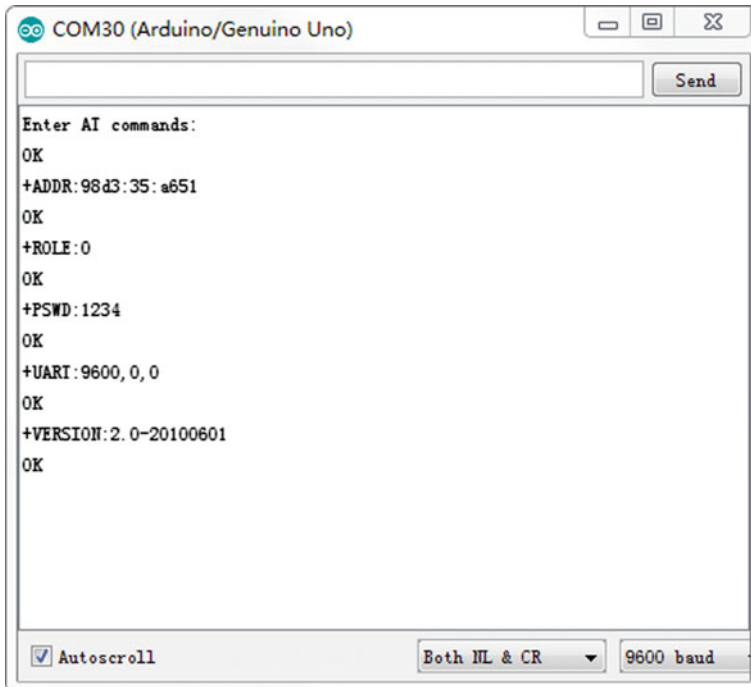 COM30 (Arduino/Genuino Uno)
Send
Enter AI commands:
OK
+ADDR:98d3:35:a651
OK
+ROLE:0
OK
+PSWD:1234
OK
+UART:9600,0,0
OK
+VERSION:2.0-20100601
OK
Autoscroll
Both NL & CR
9600 baud